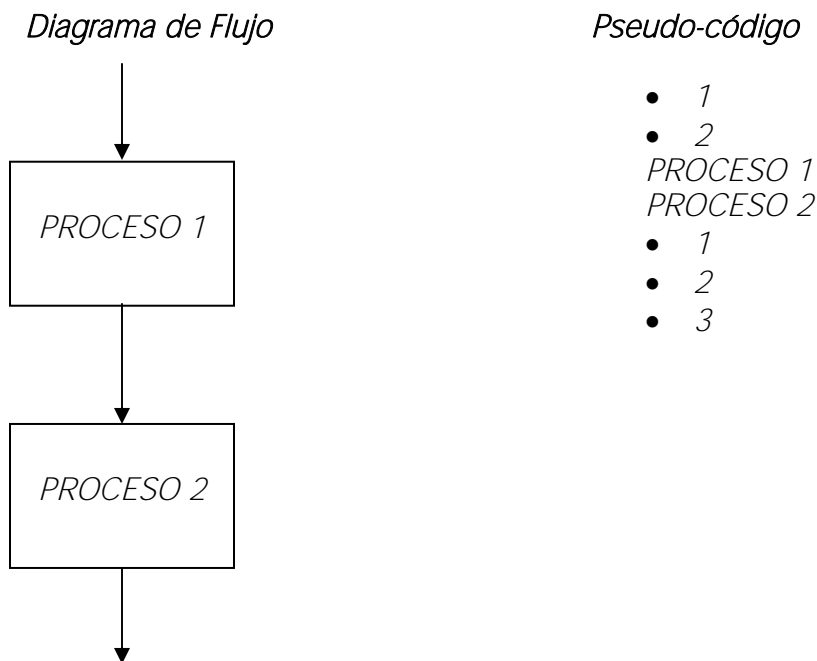 Diagrama de Flujo
PROCESO 1
PROCESO 2
Pseudo-código
• 1
• 2
PROCESO 1
PROCESO 2
• 1
• 2
• 3